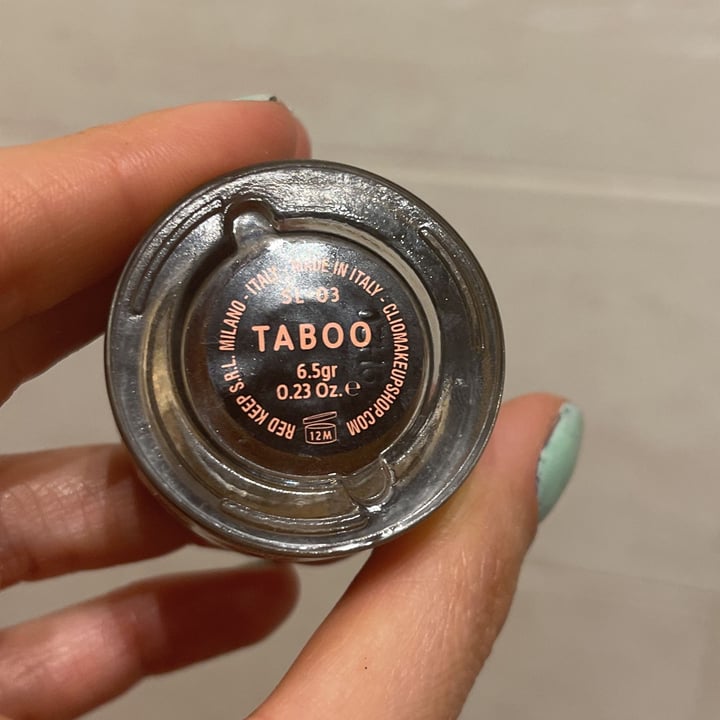 RED KEEP S.R.L. MILANO - ITALY - MADE IN ITALY - CLIOMAKEUPSHOP.COM
SL 03
TABOO
6.5gr
0.23 Oz. ℮
12M